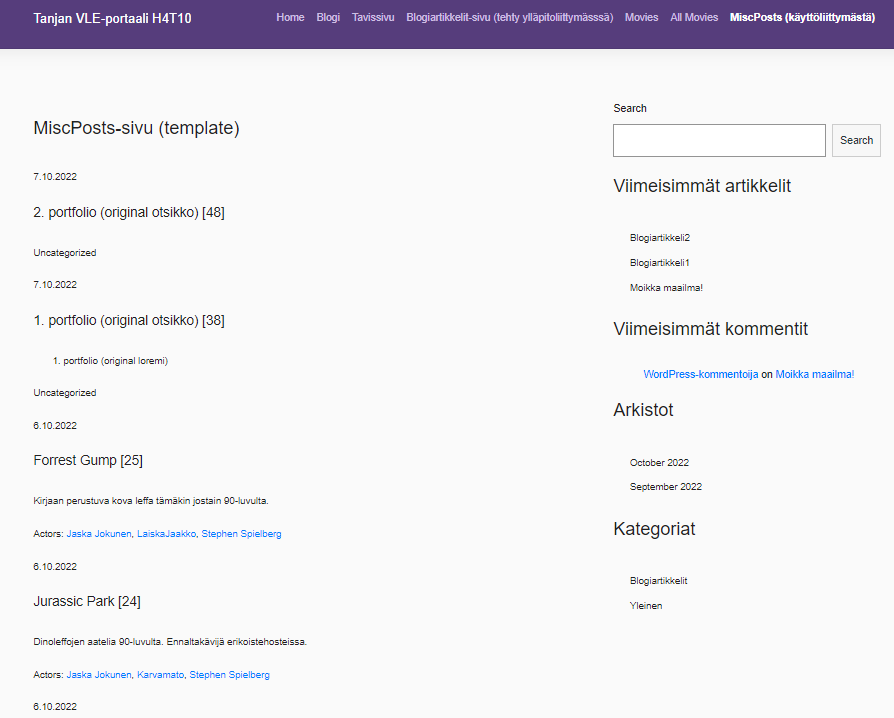 Tanjan VLE-portaali H4T10
Home Blogi Tavissivu Blogiartikkelit-sivu (tehty ylläpitoliittymässsä) Movies All Movies MiscPosts (käyttöliittymästä)
MiscPosts-sivu (template)
7.10.2022
2. portfolio (original otsikko) [48]
Uncategorized
7.10.2022
1. portfolio (original otsikko) [38]
1. portfolio (original loremi)
Uncategorized
6.10.2022
Forrest Gump [25]
Kirjaan perustuva kova leffa tämäkin jostain 90-luvulta.
Actors: Jaska Jokunen, LaiskaJaakko, Stephen Spielberg
6.10.2022
Jurassic Park [24]
Dinoleffojen aatelia 90-luvulta. Ennaltakävijä erikoistehosteissa.
Actors: Jaska Jokunen, Karvamato, Stephen Spielberg
6.10.2022
Search
Search
Viimeisimmät artikkelit
Blogiartikkeli2
Blogiartikkeli1
Moikka maailma!
Viimeisimmät kommentit
WordPress-kommentoija on Moikka maailma!
Arkistot
October 2022
September 2022
Kategoriat
Blogiartikkelit
Yleinen